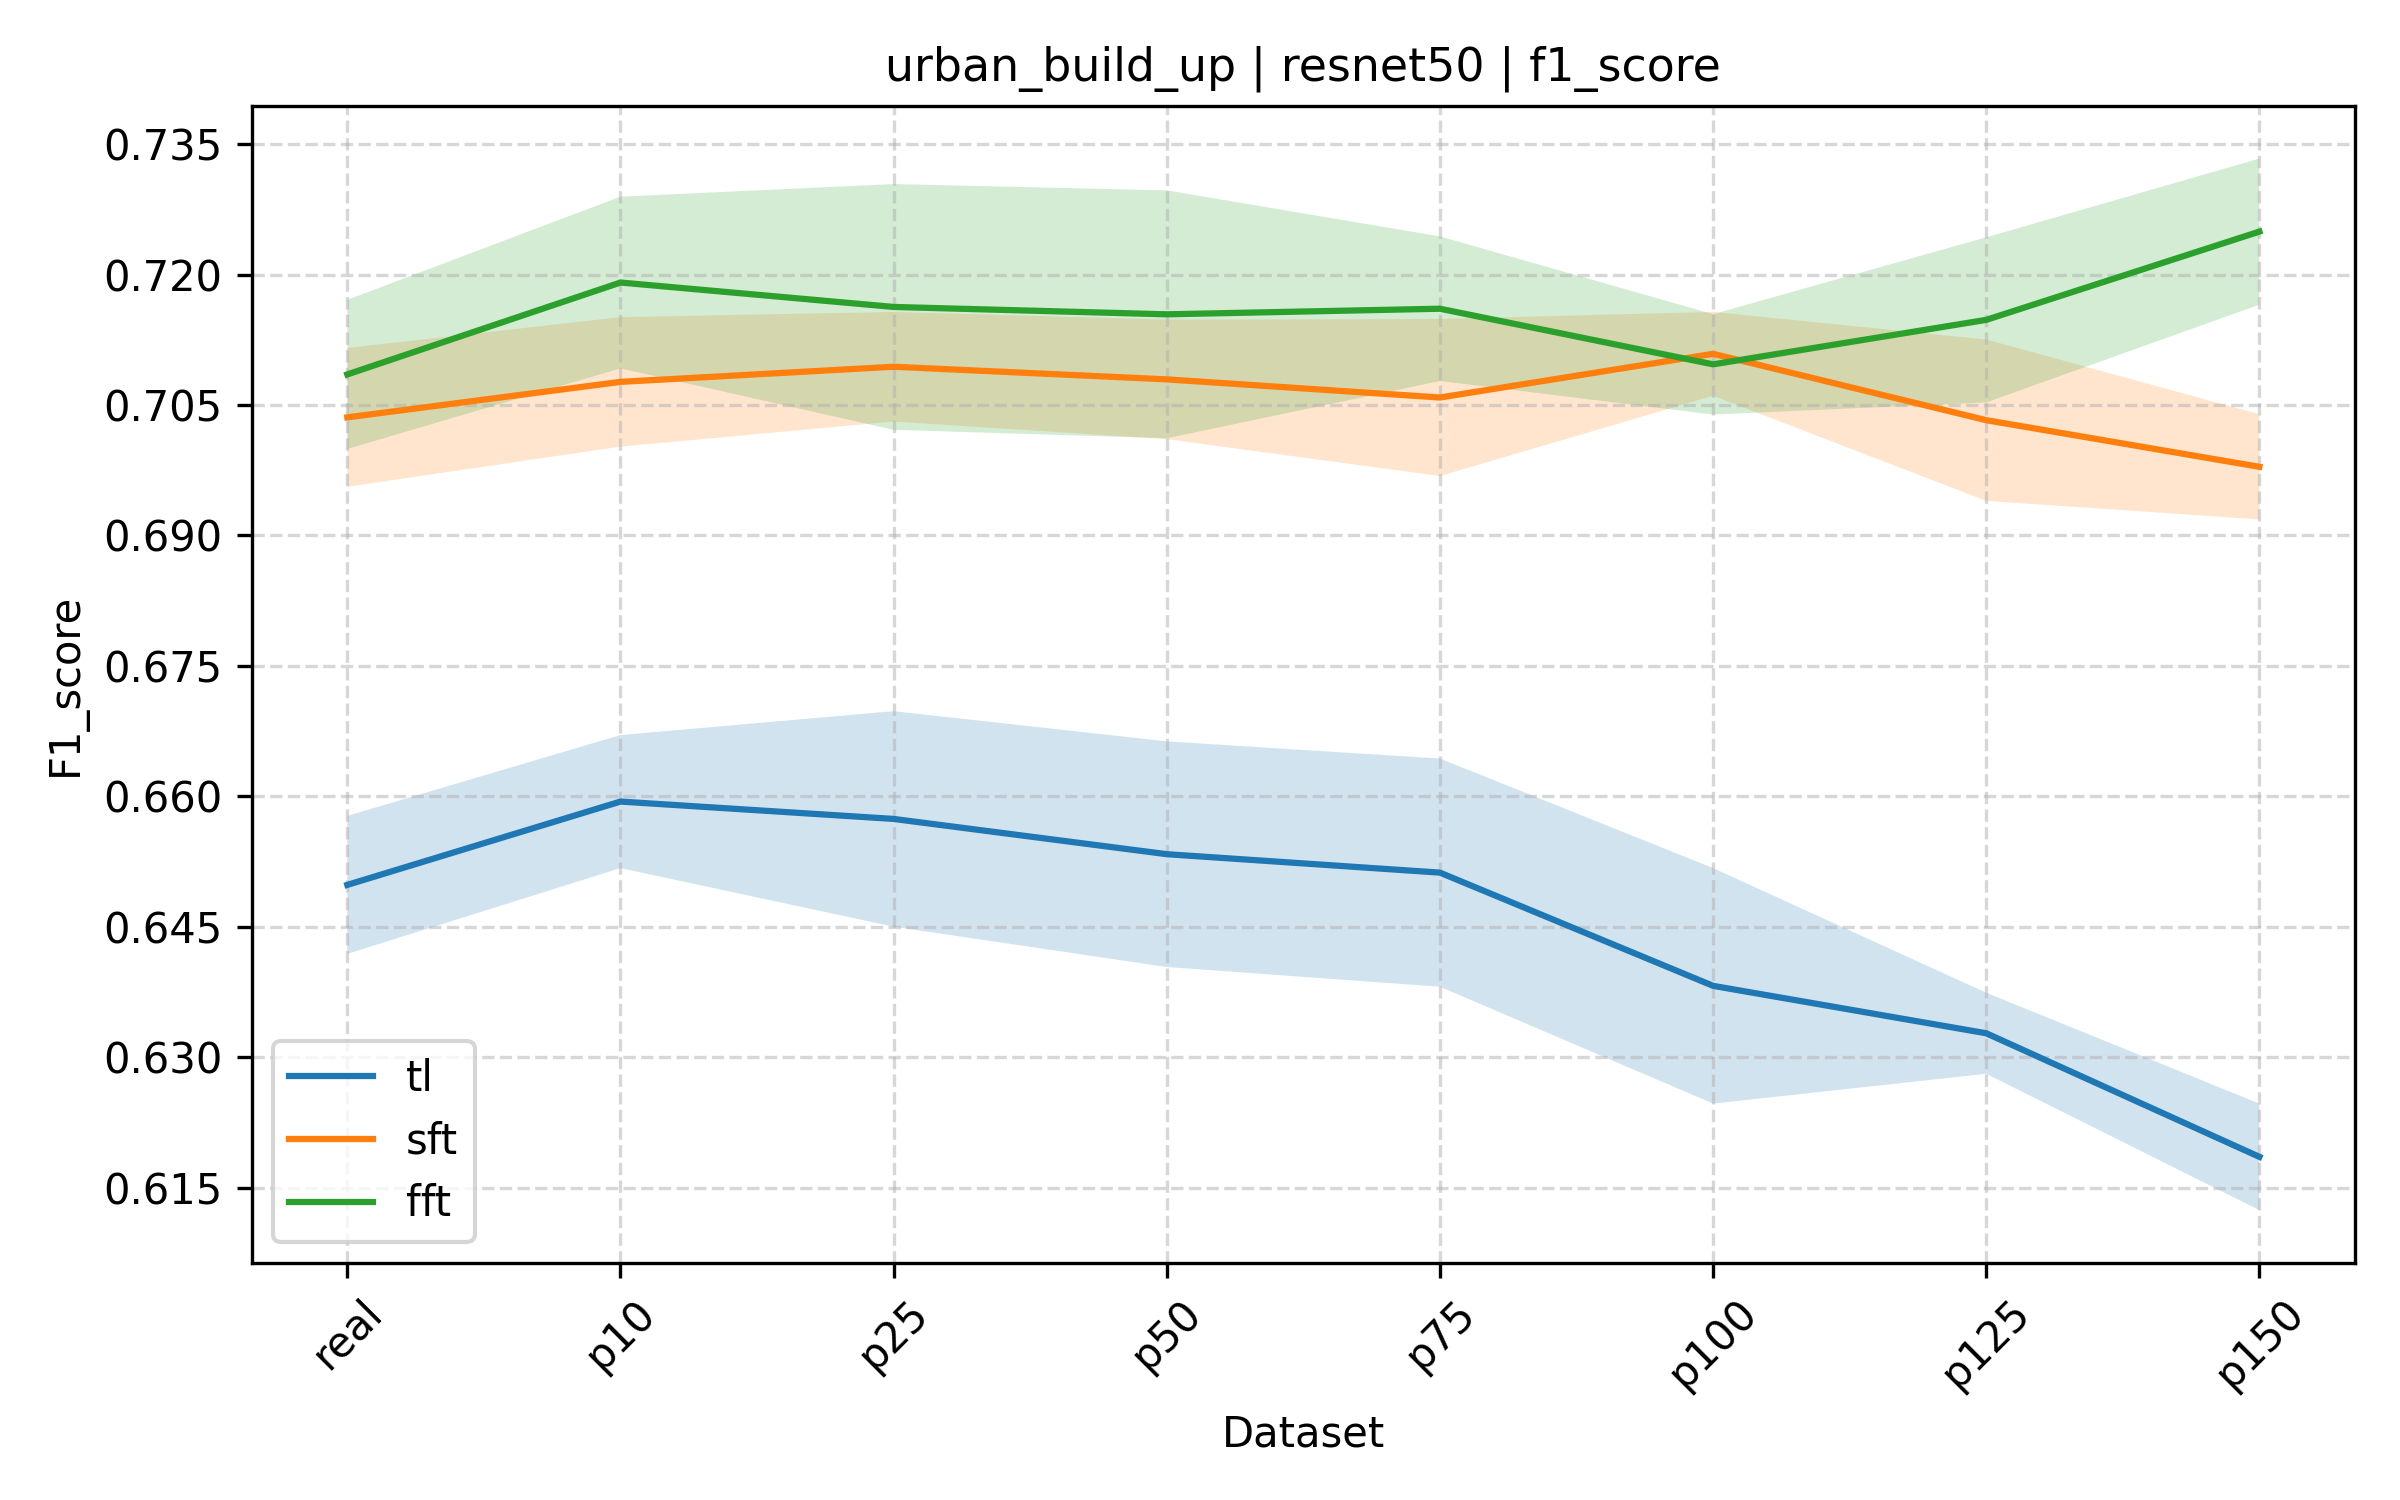 urban_build_up | resnet50 | f1_score
F1_score
0.735
0.720
0.705
0.690
0.675
0.660
0.645
0.630
0.615
tl
sft
fft
real
p10
p25
p50
p75
p100
p125
p150
Dataset